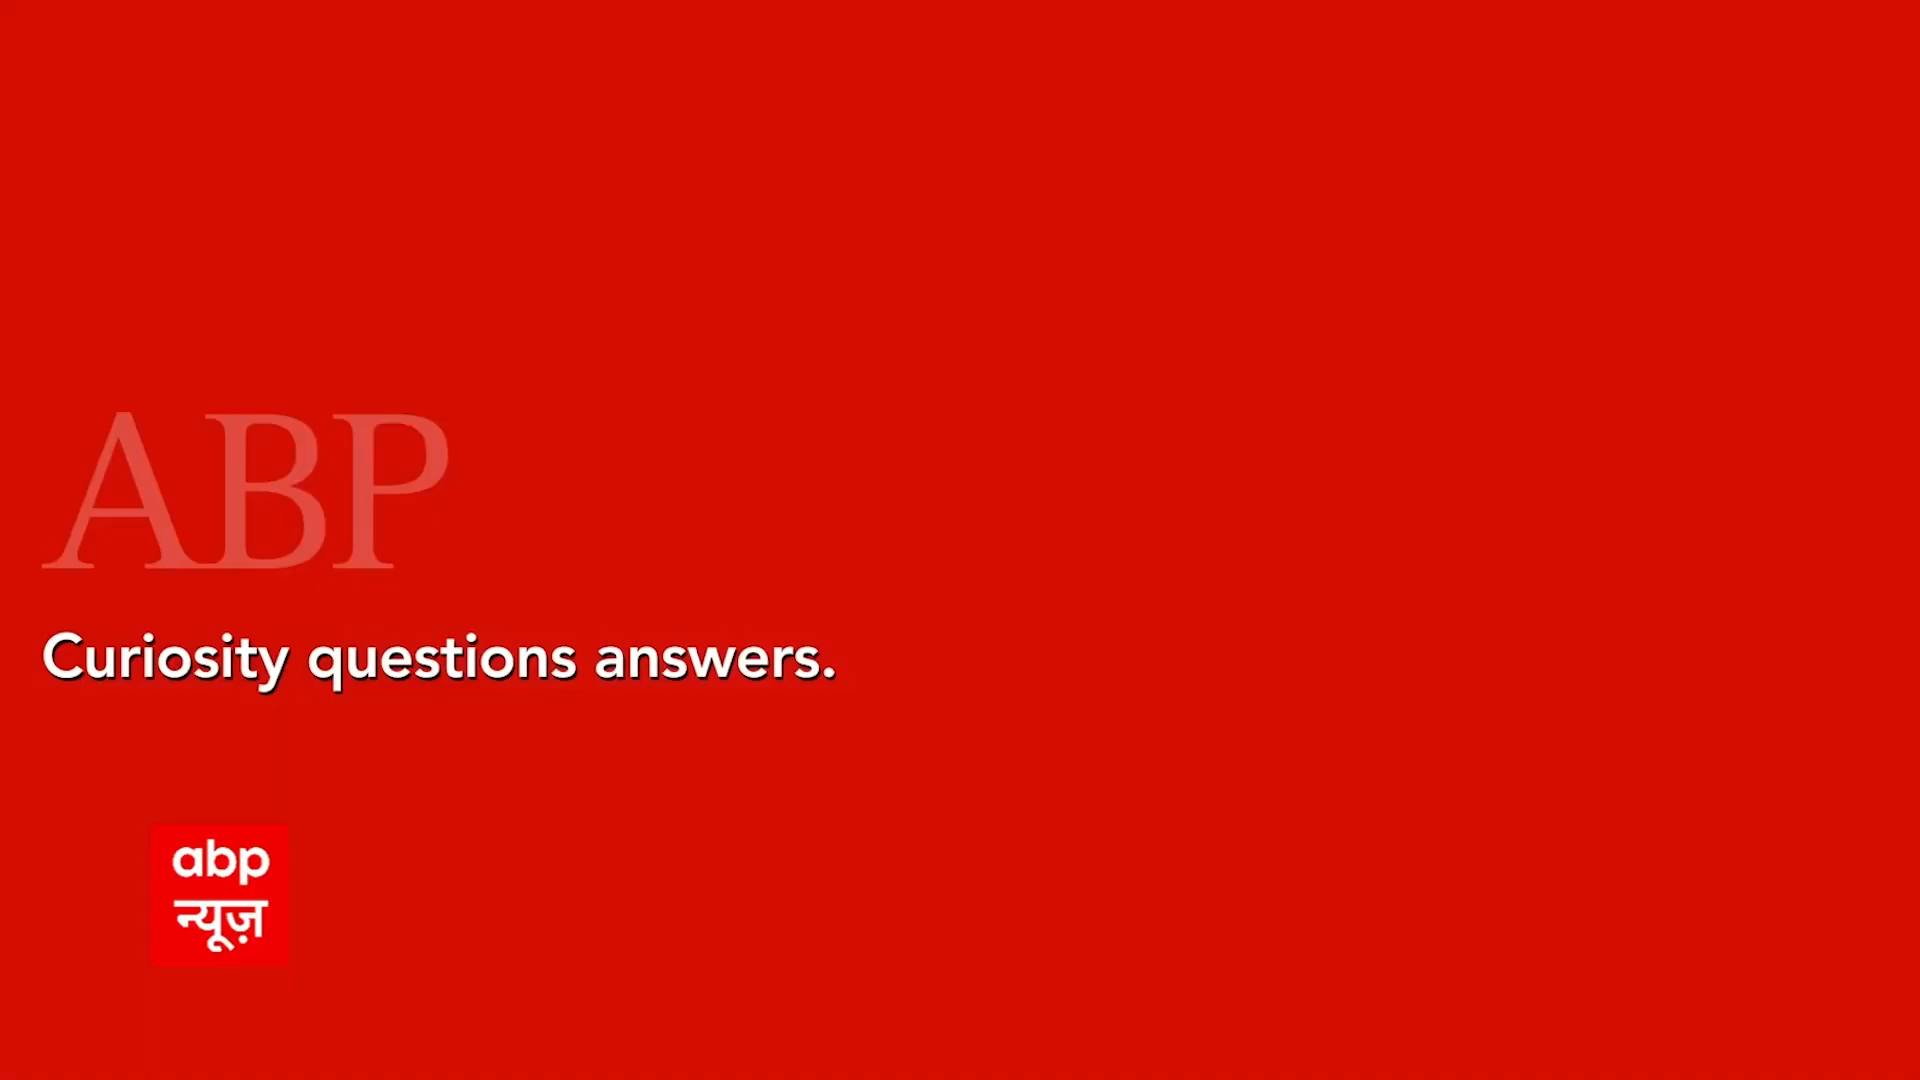 ABP
Curiosity questions answers.
abp
न्यूज़